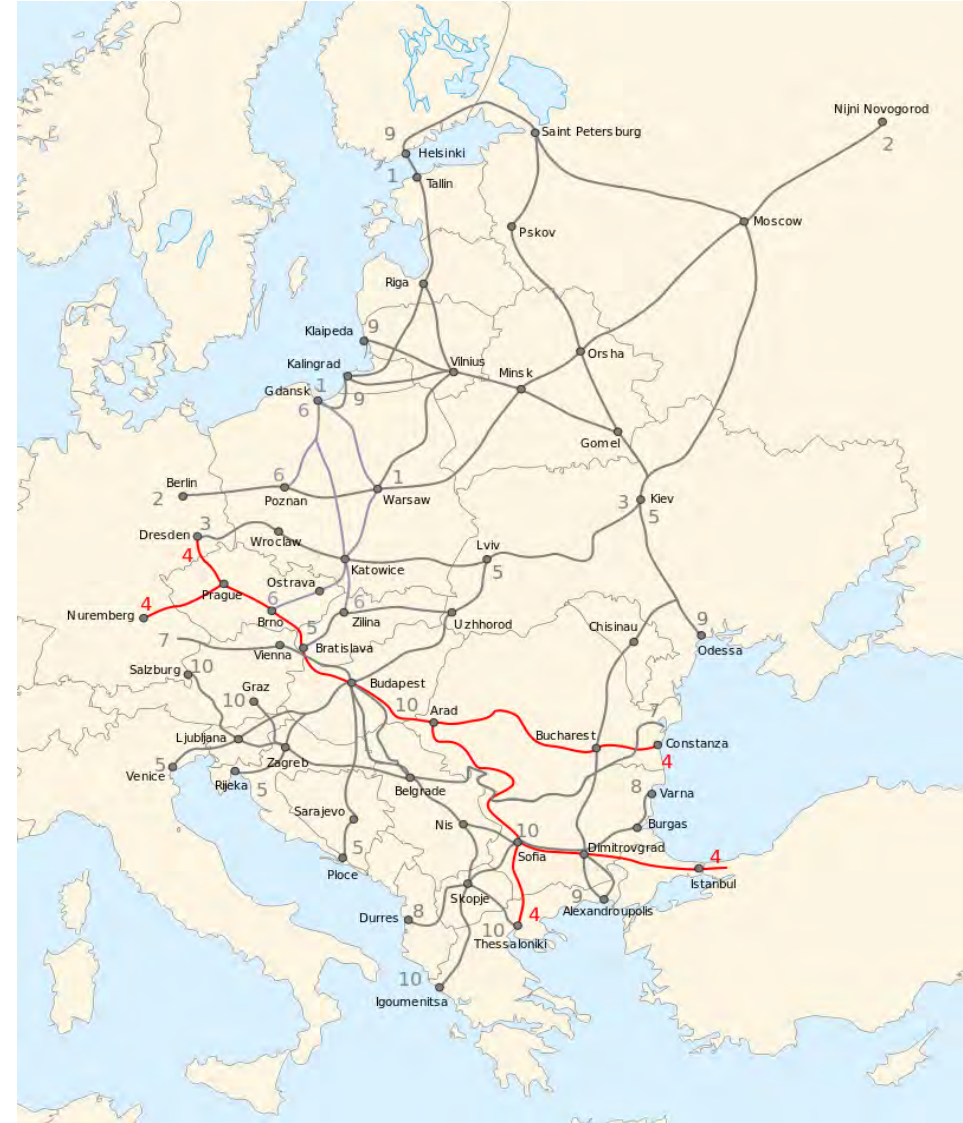 Nijni Novogorod
2
9
Saint Petersburg
Helsinki
1
Tallin
Moscow
Pskov
Riga
Klaipeda
9
Orsha
Vilnius
Kalingrad
Minsk
1
Gdansk
9
6
Gomel
6
1
Berlin
2
Poznan
Warsaw
3
Kiev
5
3
Dresden
Wroclaw
Lviv
4
Katowice
5
Ostrava
Prague
4
6
6
Nuremberg
Brno
Zilina
Uzhhorod
Chisinau
9
5
7
Vienna
Bratislava
Odessa
Salzburg
10
Budapest
Graz
10
10
Arad
7
Ljubljana
Bucharest
Constanza
Zagreb
4
5
Venice
Rijeka
5
Belgrade
8
Varna
Sarajevo
Nis
10
Burgas
5
Sofia
Dimitrovgrad
4
Ploce
Istanbul
Skopje
9
Durres
8
4
Alexandroupolis
10
Thessaloniki
10
Igoumenitsa